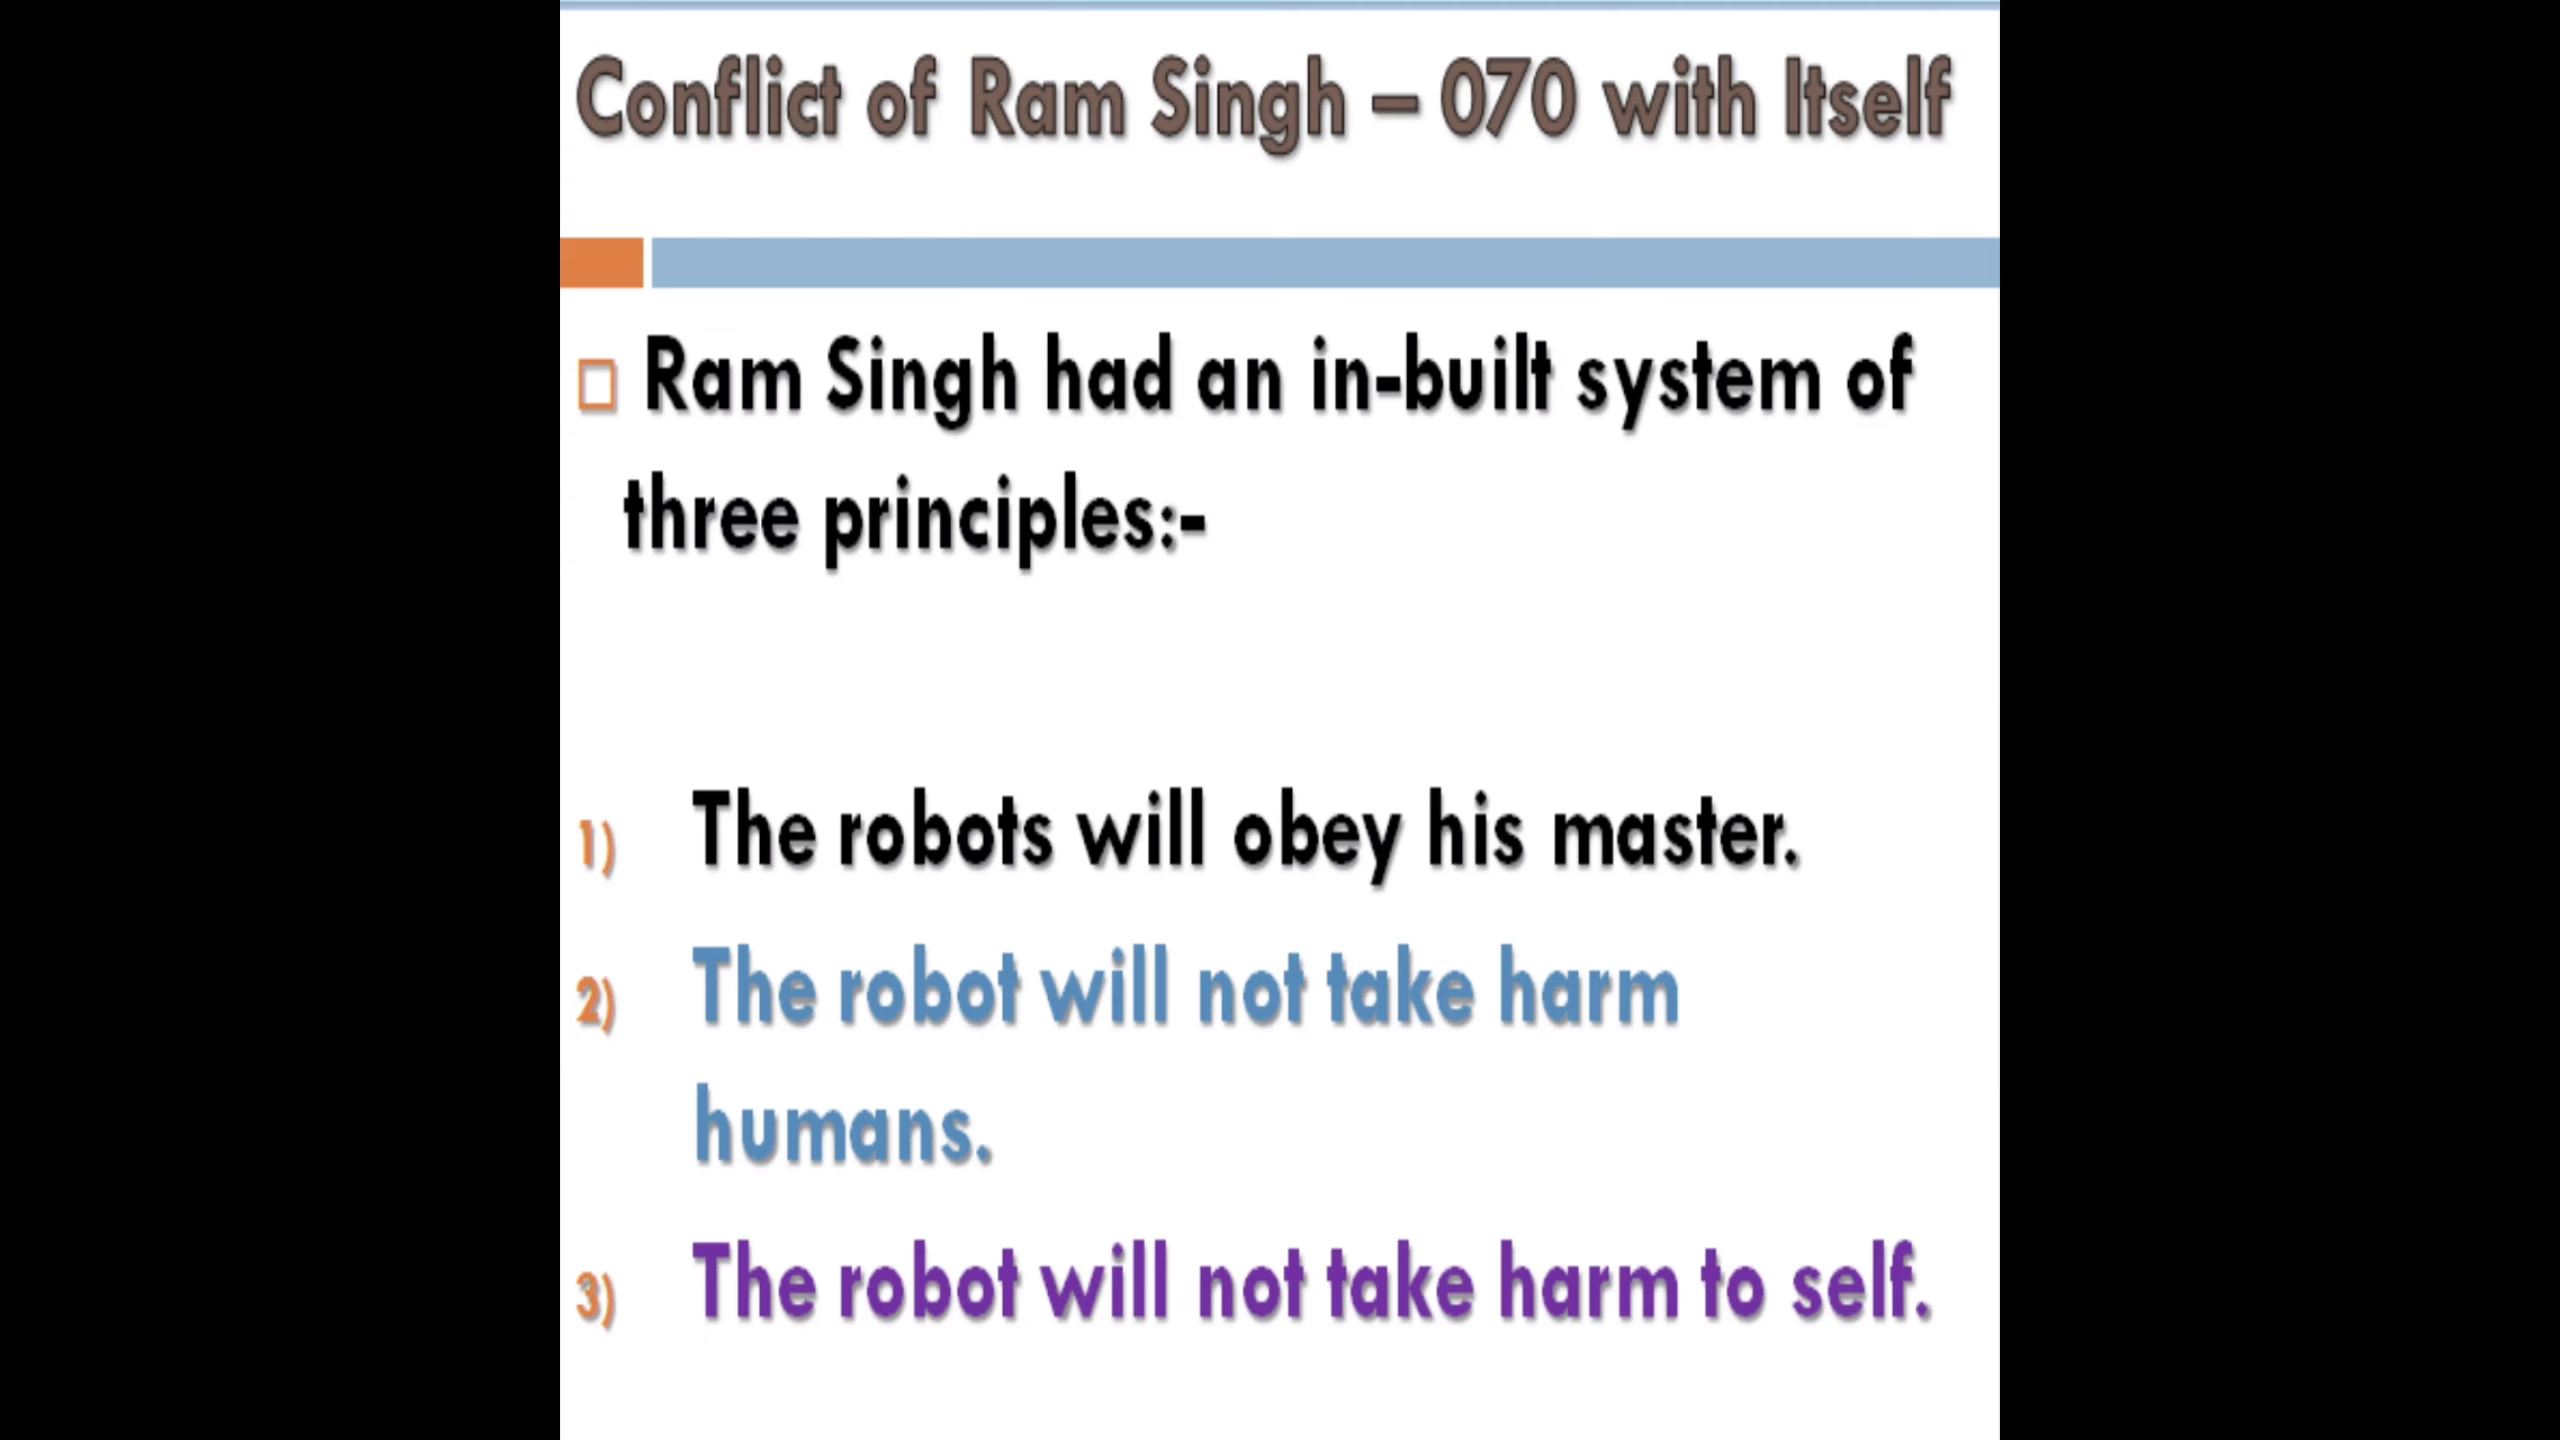 Conflict of Ram Singh – 070 with Itself
Ram Singh had an in-built system of
three principles:-
1) The robots will obey his master.
2) The robot will not take harm
humans.
3) The robot will not take harm to self.